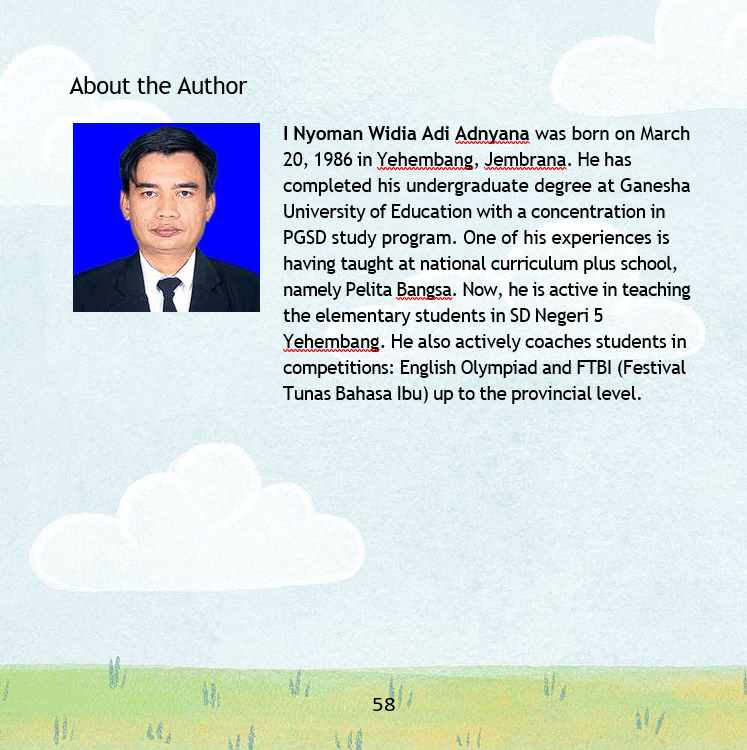 About the Author
I Nyoman Widia Adi Adnyana was born on March
20, 1986 in Yehembang, Jembrana. He has
completed his undergraduate degree at Ganesha
University of Education with a concentration in
PGSD study program. One of his experiences is
having taught at national curriculum plus school,
namely Pelita Bangsa. Now, he is active in teaching
the elementary students in SD Negeri 5
Yehembang. He also actively coaches students in
competitions: English Olympiad and FTBI (Festival
Tunas Bahasa Ibu) up to the provincial level.
58